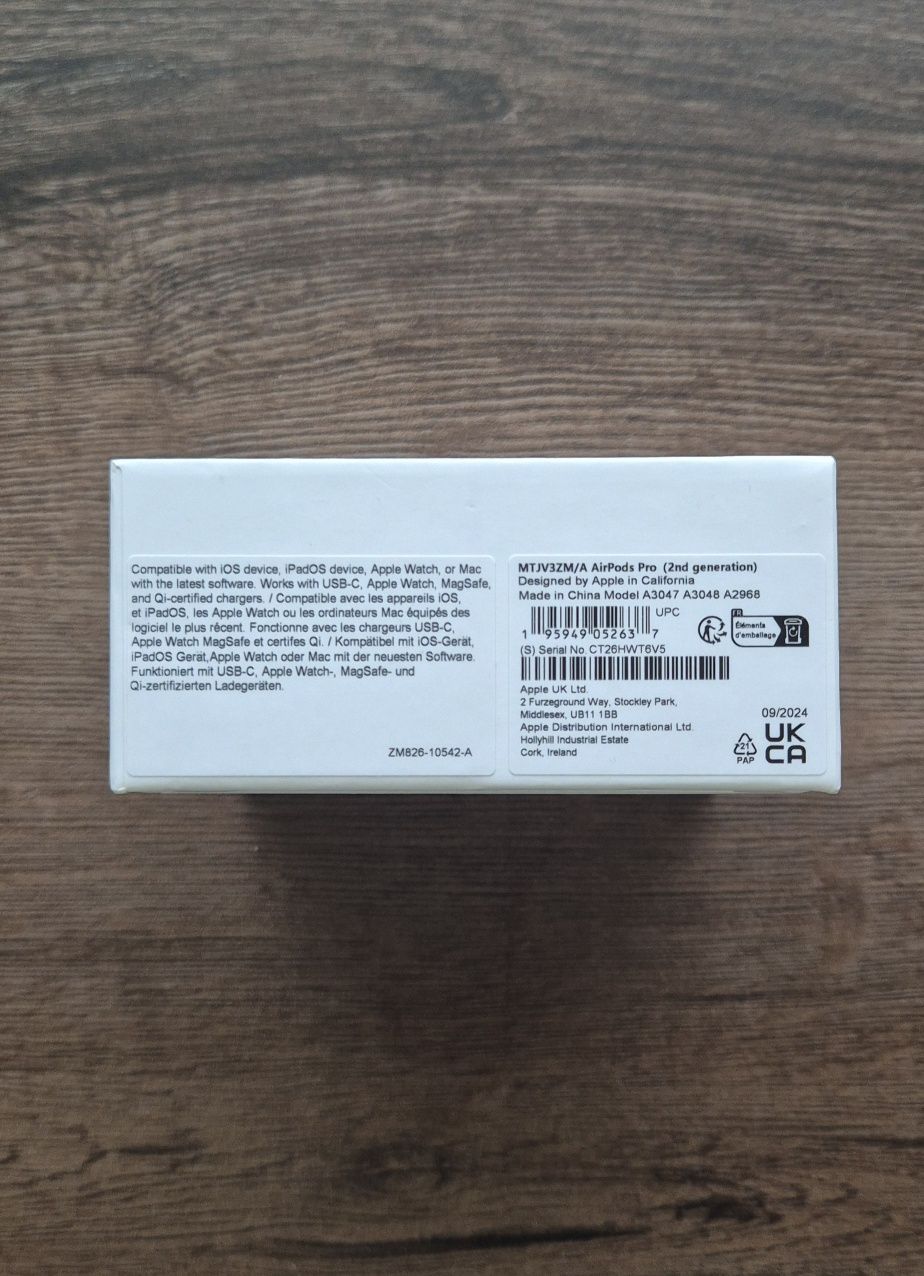 Compatible with iOS device, iPadOS device, Apple Watch, or Mac
with the latest software. Works with USB-C, Apple Watch, MagSafe,
and Qi-certified chargers. / Compatible avec les appareils iOS,
et iPadOS, les Apple Watch ou les ordinateurs Mac équipés des
logiciel le plus récent. Fonctionne avec les chargeurs USB-C,
Apple Watch MagSafe et certifes Qi. / Kompatibel mit iOS-Gerät,
iPadOS Gerät,Apple Watch oder Mac mit der neuesten Software.
Funktioniert mit USB-C, Apple Watch-, MagSafe- und
Qi-zertifizierten Ladegeräten.
ZM826-10542-A
MTJV3ZM/A AirPods Pro (2nd generation)
Designed by Apple in California
Made in China Model A3047 A3048 A2968
UPC
1 95949 05263 7
FR
Éléments
d'emballage
(S) Serial No. CT26HWT6V5
Apple UK Ltd.
2 Furzeground Way, Stockley Park,
Middlesex, UB11 1BB
Apple Distribution International Ltd.
Hollyhill Industrial Estate
Cork, Ireland
09/2024
21
PAP
UK
CA